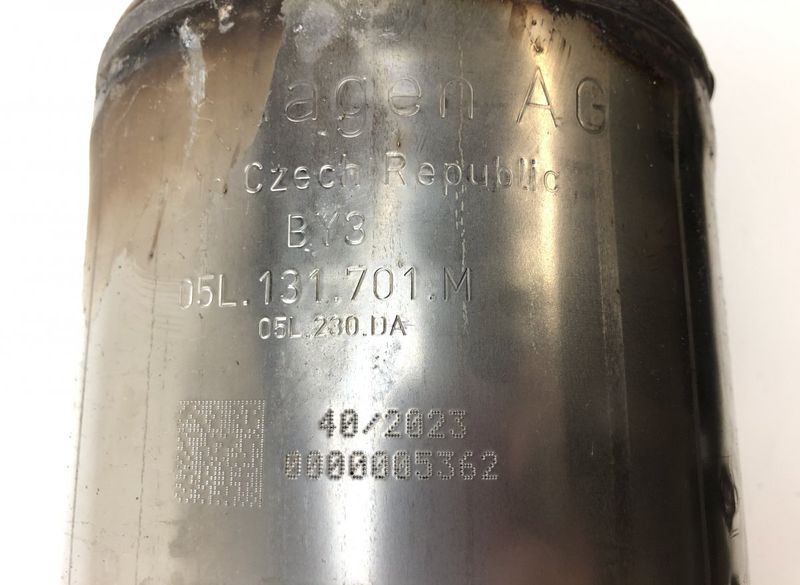 agen AG
Czech Republic
BY3
05L.131.701.M
05L.230.DA
40/2023
0000005362